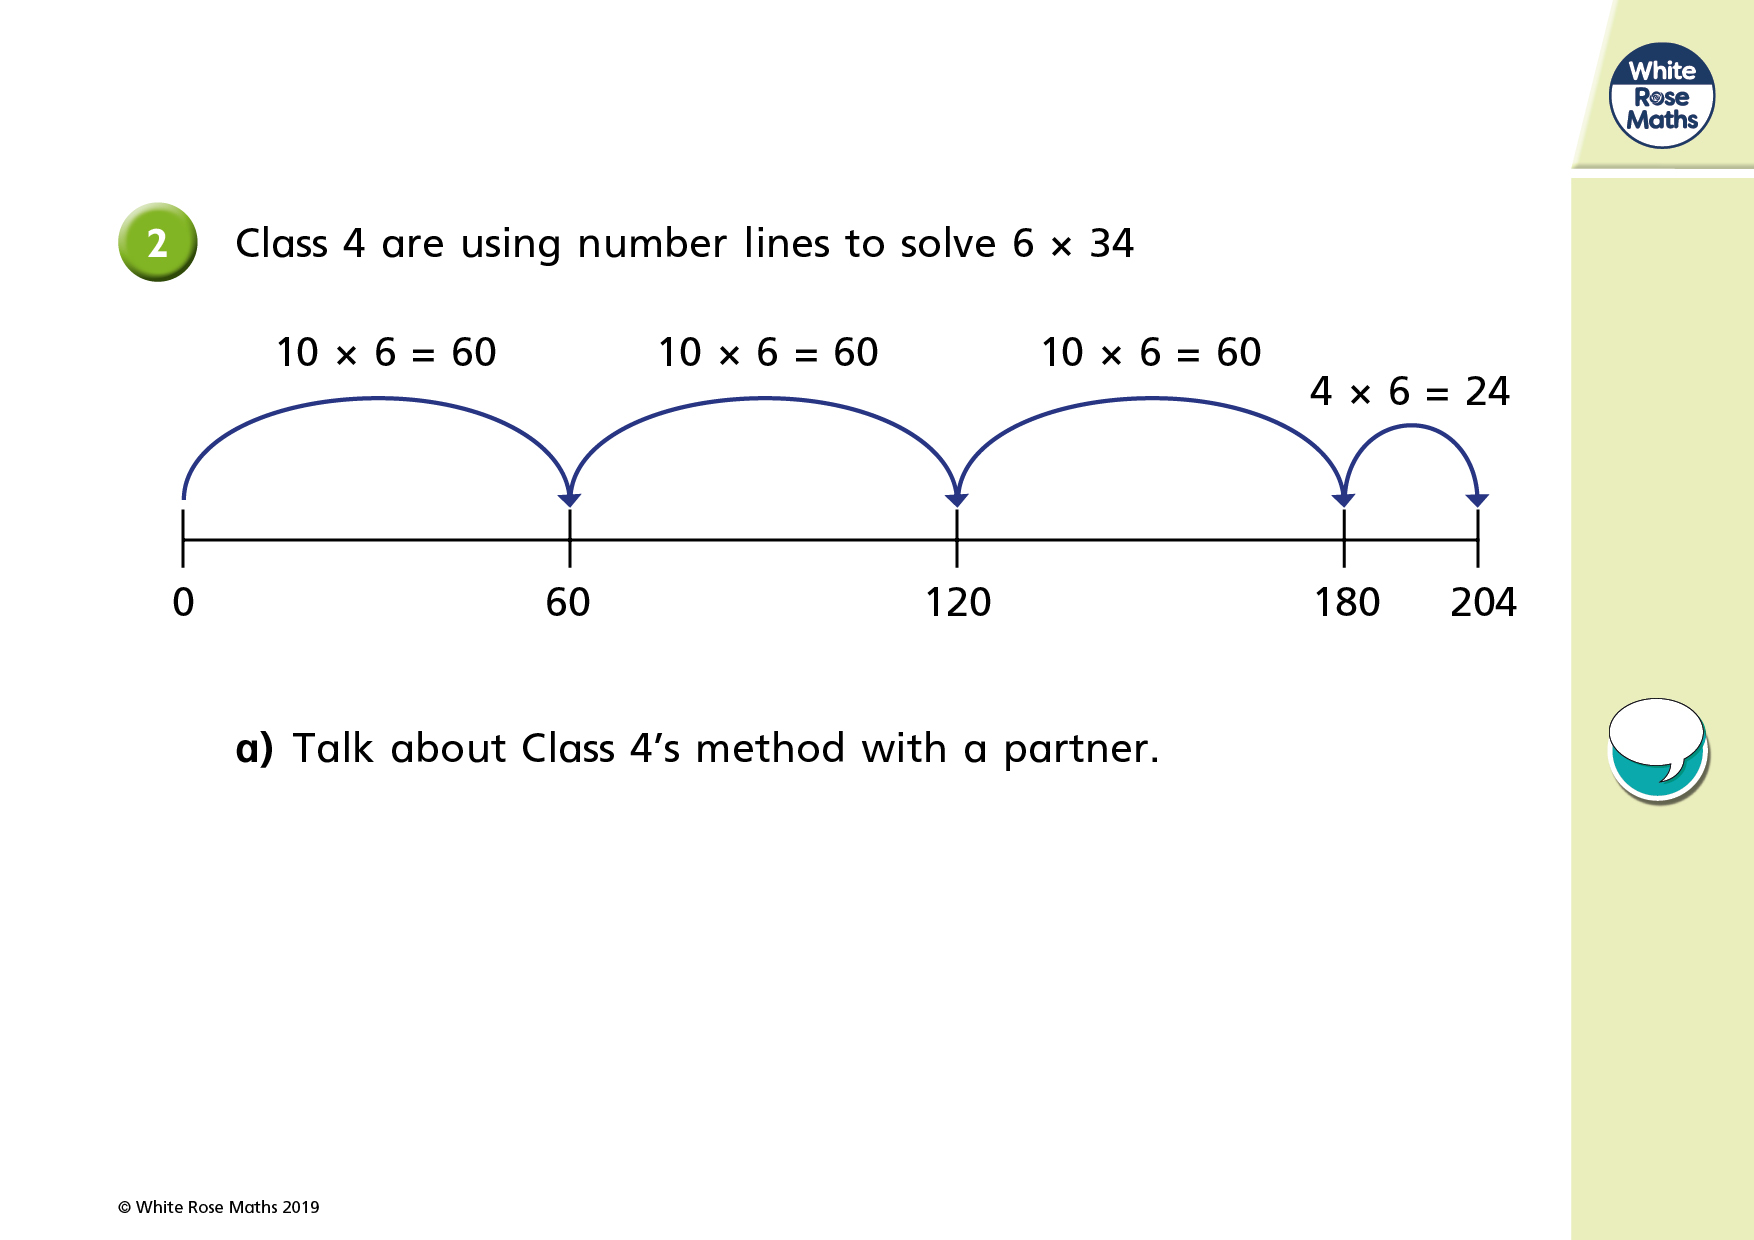 White
Rose
Maths
2 Class 4 are using number lines to solve 6 × 34
10 × 6 = 60 10 × 6 = 60 10 × 6 = 60
4 × 6 = 24
0 60 120 180 204
a) Talk about Class 4’s method with a partner.
© White Rose Maths 2019